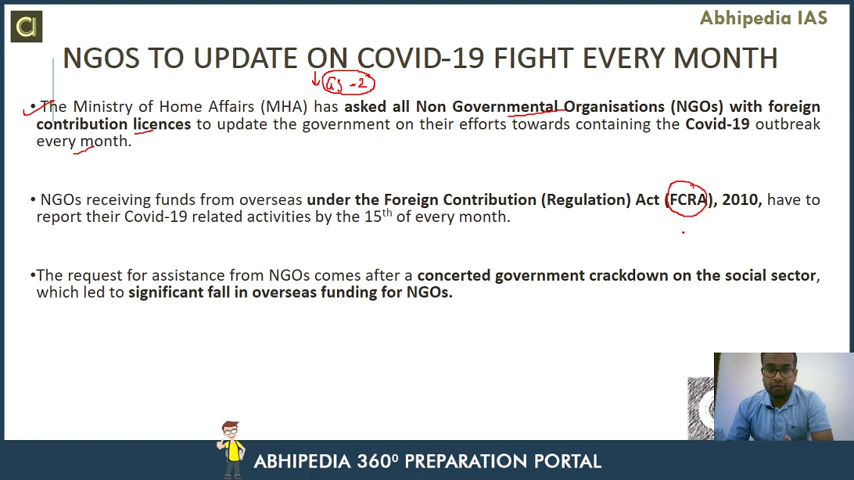 Abhipedia IAS
NGOS TO UPDATE ON COVID-19 FIGHT EVERY MONTH
GS-2
• The Ministry of Home Affairs (MHA) has asked all Non Governmental Organisations (NGOs) with foreign
contribution licences to update the government on their efforts towards containing the Covid-19 outbreak
every month.
• NGOs receiving funds from overseas under the Foreign Contribution (Regulation) Act (FCRA), 2010, have to
report their Covid-19 related activities by the 15th of every month.
•The request for assistance from NGOs comes after a concerted government crackdown on the social sector,
which led to significant fall in overseas funding for NGOs.
ABHIPEDIA 360⁰ PREPARATION PORTAL